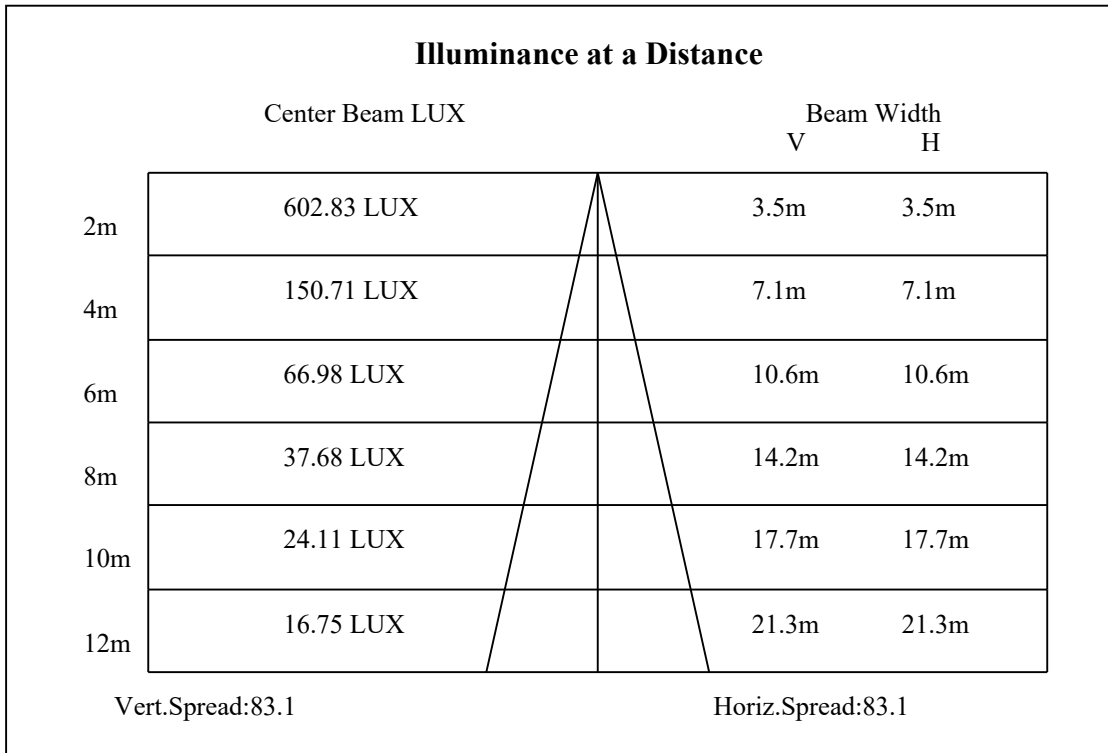 Illuminance at a Distance
Center Beam LUX Beam Width
V H
2m 602.83 LUX 3.5m 3.5m
4m 150.71 LUX 7.1m 7.1m
6m 66.98 LUX 10.6m 10.6m
8m 37.68 LUX 14.2m 14.2m
10m 24.11 LUX 17.7m 17.7m
12m 16.75 LUX 21.3m 21.3m
Vert.Spread:83.1 Horiz.Spread:83.1